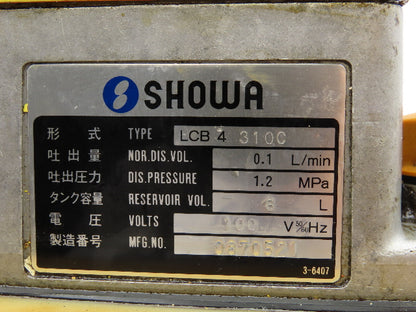 SHOWA
形式 TYPE LCB4 310C
吐出量 NOR.DIS.VOL. 0.1 L/min
吐出圧力 DIS.PRESSURE 1.2 MPa
タンク容量 RESERVOIR VOL. 8 L
電圧 VOLTS V 50/60 Hz
製造番号 MFG.NO.
3-6407